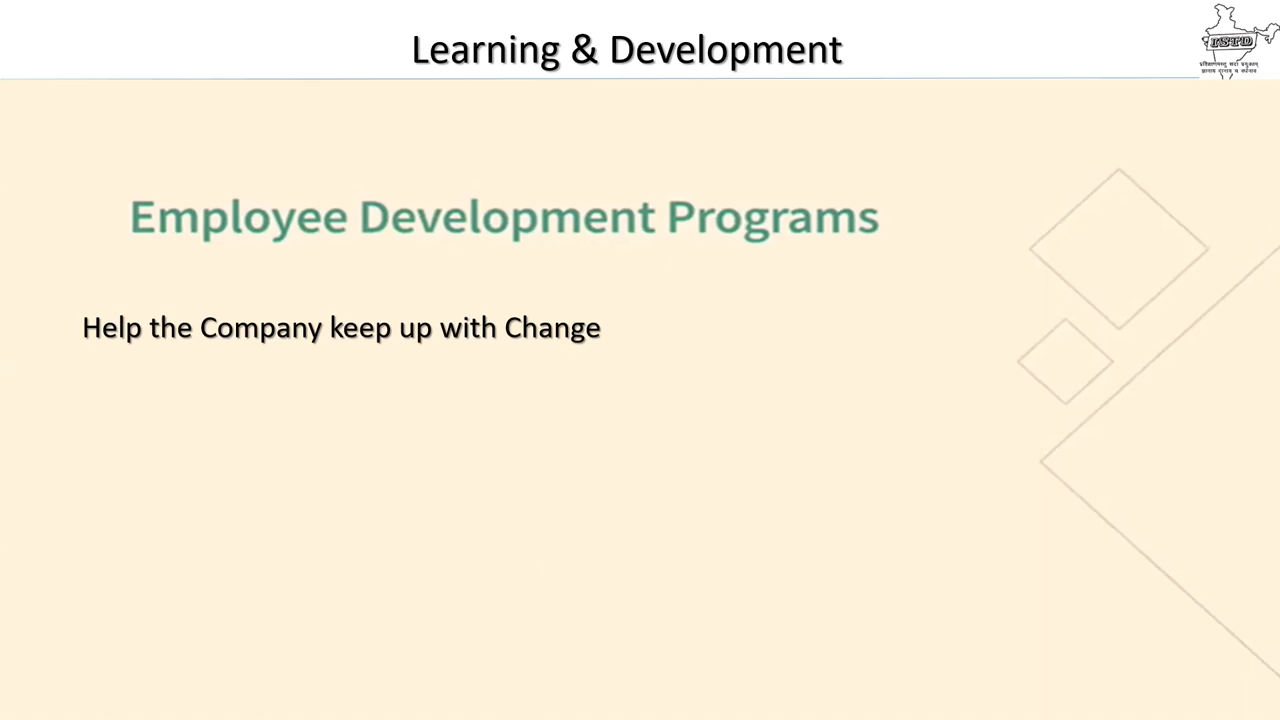 Learning & Development
ISTD
Employee Development Programs
Help the Company keep up with Change